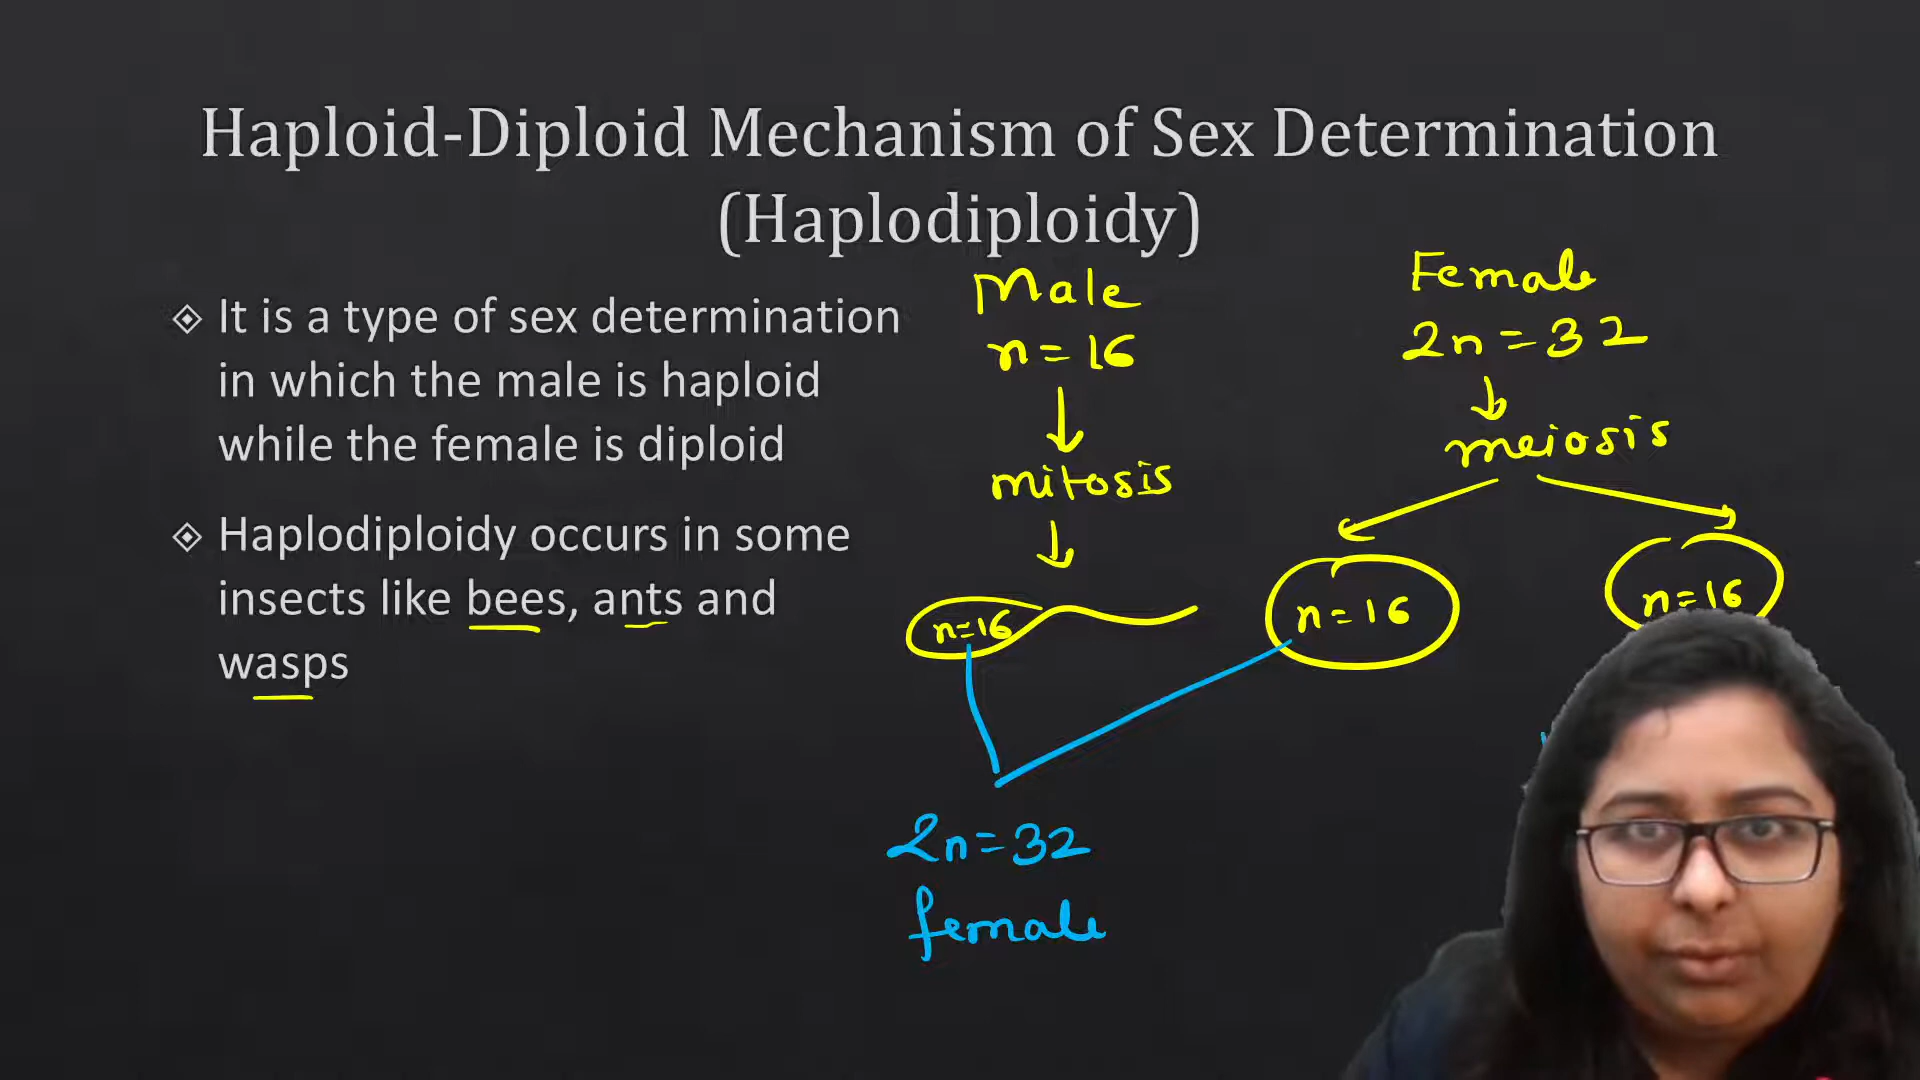 Haploid-Diploid Mechanism of Sex Determination
(Haplodiploidy)
It is a type of sex determination
in which the male is haploid
while the female is diploid
Haplodiploidy occurs in some
insects like bees, ants and
wasps
Male
n=16
mitosis
n=16
Female
2n=32
meiosis
n=16
n=16
2n=32
female